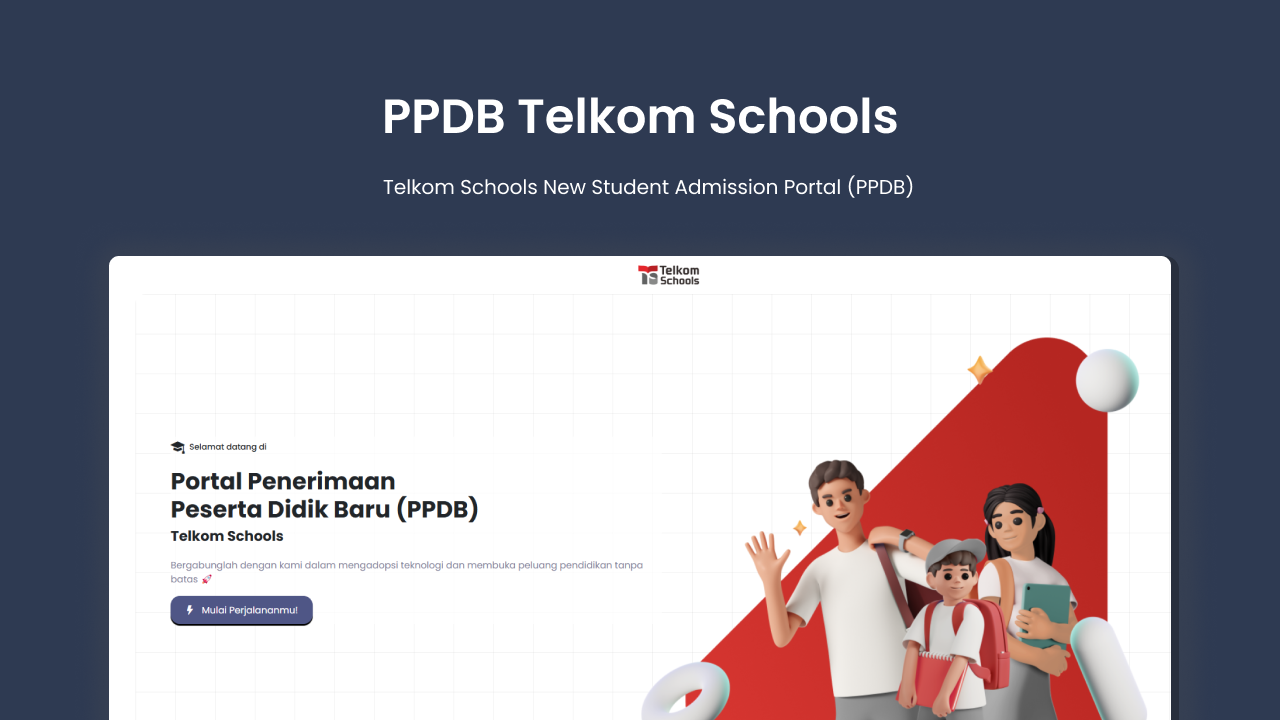 PPDB Telkom Schools
Telkom Schools New Student Admission Portal (PPDB)
Telkom
Schools
Selamat datang di
Portal Penerimaan
Peserta Didik Baru (PPDB)
Telkom Schools
Bergabunglah dengan kami dalam mengadopsi teknologi dan membuka peluang pendidikan tanpa
batas 🚀
Mulai Perjalananmu!